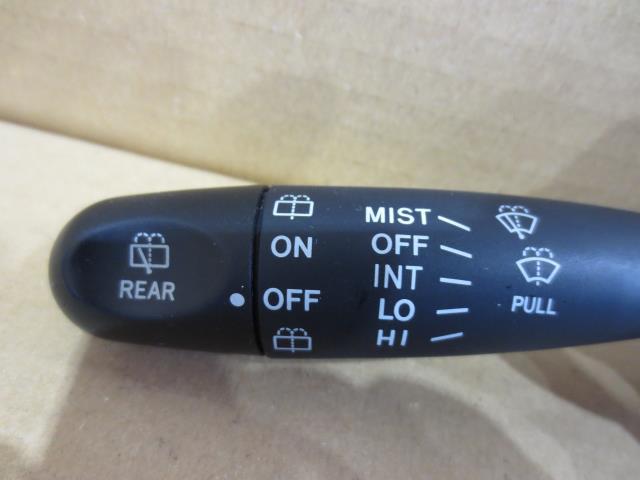 REAR
ON
OFF
MIST
OFF
INT
LO
HI
PULL